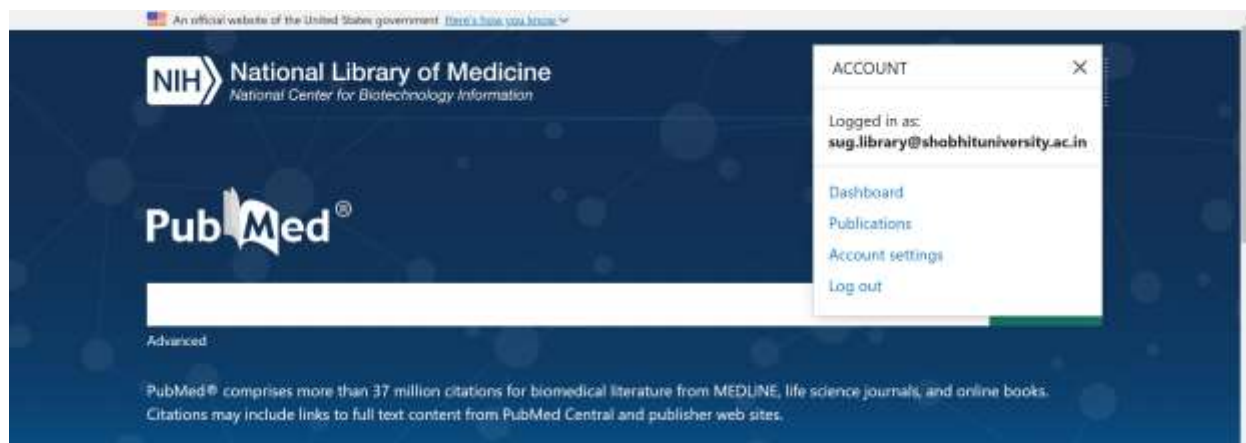 An official website of the United States government Here's how you know
NIH National Library of Medicine
National Center for Biotechnology Information
ACCOUNT
Logged in as:
sug.library@shobhituniversity.ac.in
Dashboard
Publications
Account settings
Log out
PubMed®
Advanced
PubMed® comprises more than 37 million citations for biomedical literature from MEDLINE, life science journals, and online books.
Citations may include links to full text content from PubMed Central and publisher web sites.